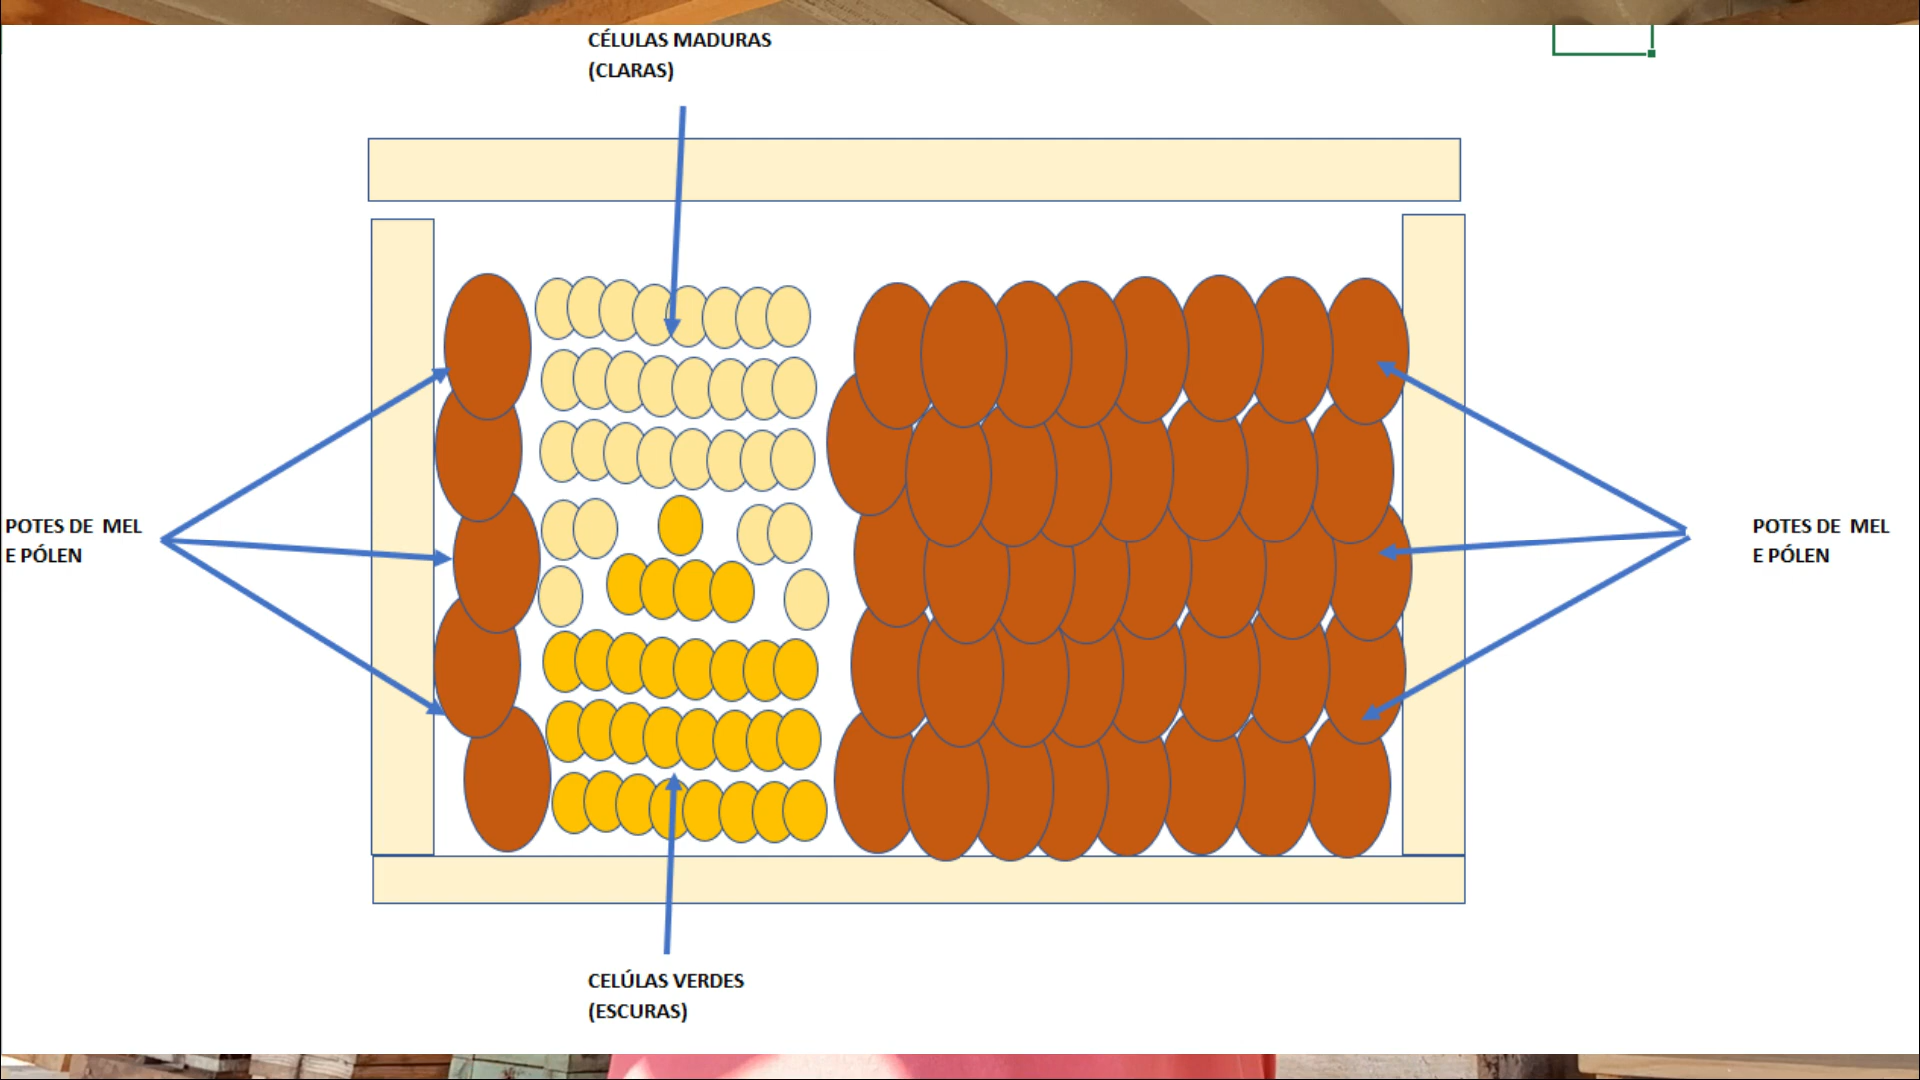 CÉLULAS MADURAS
(CLARAS)
POTES DE MEL
E PÓLEN
POTES DE MEL
E PÓLEN
CELÚLAS VERDES
(ESCURAS)